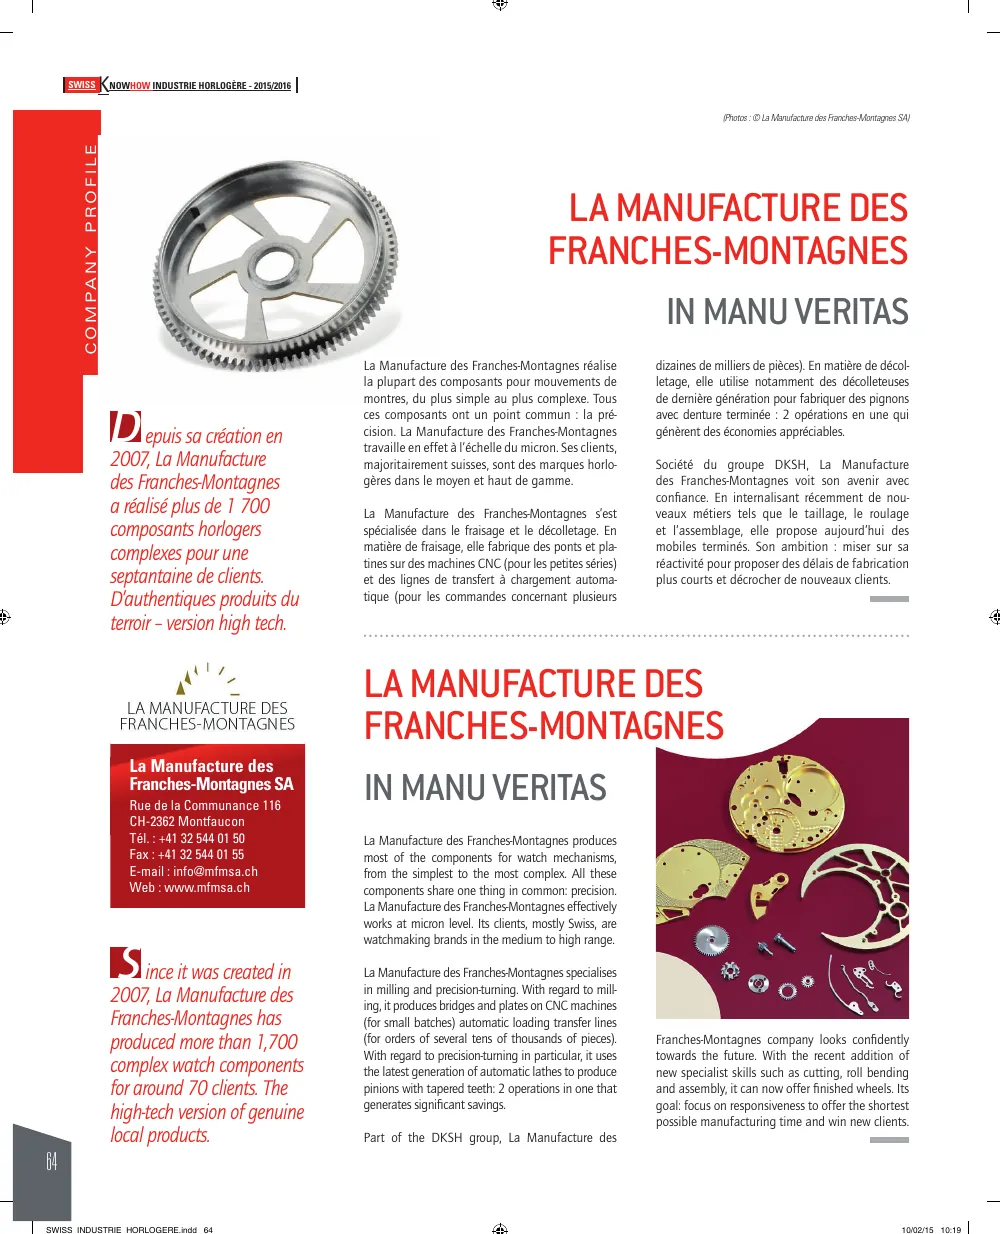 SWISS KNOWHOW INDUSTRIE HORLOGÈRE - 2015/2016
(Photos : © La Manufacture des Franches-Montagnes SA)
COMPANY PROFILE
LA MANUFACTURE DES
FRANCHES-MONTAGNES
IN MANU VERITAS
Depuis sa création en
2007, La Manufacture
des Franches-Montagnes
a réalisé plus de 1 700
composants horlogers
complexes pour une
septantaine de clients.
D'authentiques produits du
terroir – version high tech.
La Manufacture des Franches-Montagnes réalise
la plupart des composants pour mouvements de
montres, du plus simple au plus complexe. Tous
ces composants ont un point commun : la pré-
cision. La Manufacture des Franches-Montagnes
travaille en effet à l'échelle du micron. Ses clients,
majoritairement suisses, sont des marques horlo-
gères dans le moyen et haut de gamme.
La Manufacture des Franches-Montagnes s'est
spécialisée dans le fraisage et le décolletage. En
matière de fraisage, elle fabrique des ponts et pla-
tines sur des machines CNC (pour les petites séries)
et des lignes de transfert à chargement automa-
tique (pour les commandes concernant plusieurs
dizaines de milliers de pièces). En matière de décol-
letage, elle utilise notamment des décolleteuses
de dernière génération pour fabriquer des pignons
avec denture terminée : 2 opérations en une qui
génèrent des économies appréciables.
Société du groupe DKSH, La Manufacture
des Franches-Montagnes voit son avenir avec
confiance. En internalisant récemment de nou-
veaux métiers tels que le taillage, le roulage
et l'assemblage, elle propose aujourd'hui des
mobiles terminés. Son ambition : miser sur sa
réactivité pour proposer des délais de fabrication
plus courts et décrocher de nouveaux clients.
LA MANUFACTURE DES
FRANCHES-MONTAGNES
La Manufacture des
Franches-Montagnes SA
Rue de la Communance 116
CH-2362 Montfaucon
Tél. : +41 32 544 01 50
Fax : +41 32 544 01 55
E-mail : info@mfmsa.ch
Web : www.mfmsa.ch
Since it was created in
2007, La Manufacture des
Franches-Montagnes has
produced more than 1,700
complex watch components
for around 70 clients. The
high-tech version of genuine
local products.
LA MANUFACTURE DES
FRANCHES-MONTAGNES
IN MANU VERITAS
La Manufacture des Franches-Montagnes produces
most of the components for watch mechanisms,
from the simplest to the most complex. All these
components share one thing in common: precision.
La Manufacture des Franches-Montagnes effectively
works at micron level. Its clients, mostly Swiss, are
watchmaking brands in the medium to high range.
La Manufacture des Franches-Montagnes specialises
in milling and precision-turning. With regard to mill-
ing, it produces bridges and plates on CNC machines
(for small batches) automatic loading transfer lines
(for orders of several tens of thousands of pieces).
With regard to precision-turning in particular, it uses
the latest generation of automatic lathes to produce
pinions with tapered teeth: 2 operations in one that
generates significant savings.
Part of the DKSH group, La Manufacture des
Franches-Montagnes company looks confidently
towards the future. With the recent addition of
new specialist skills such as cutting, roll bending
and assembly, it can now offer finished wheels. Its
goal: focus on responsiveness to offer the shortest
possible manufacturing time and win new clients.
64
SWISS_INDUSTRIE_HORLOGERE.indd 64
10/02/15 10:19